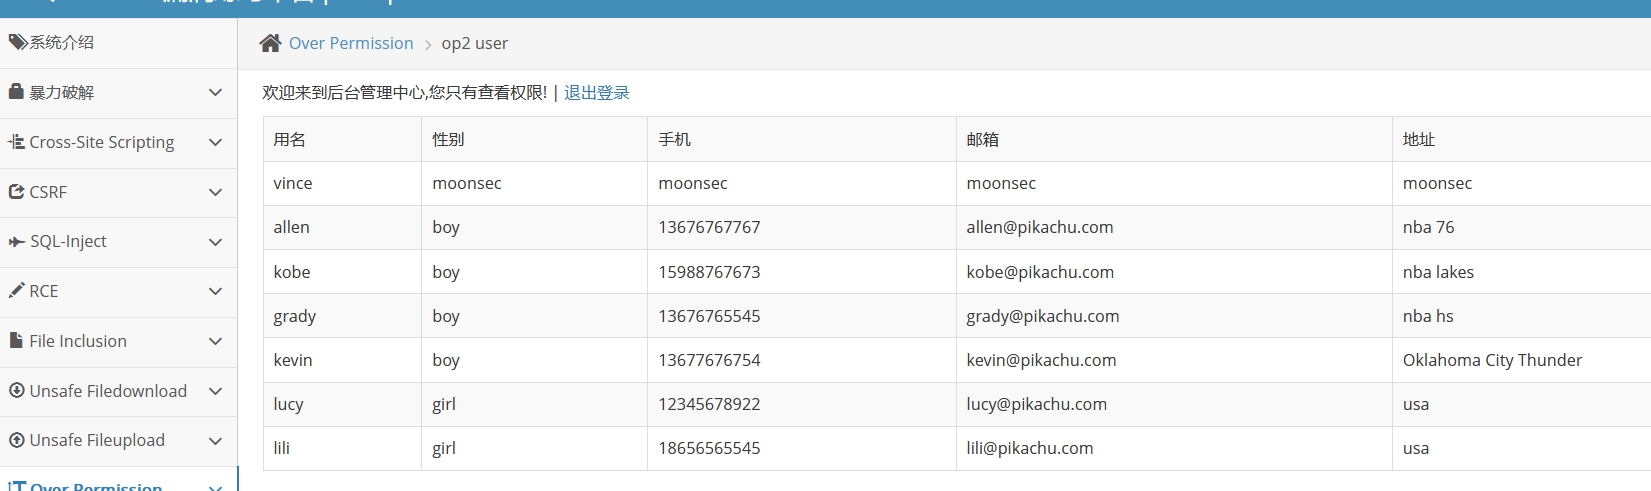 系统介绍
暴力破解
Cross-Site Scripting
CSRF
SQL-Inject
RCE
File Inclusion
Unsafe Filedownload
Unsafe Fileupload
Over Permission
Over Permission > op2 user
欢迎来到后台管理中心,您只有查看权限! | 退出登录
用名 性别 手机 邮箱 地址
vince moonsec moonsec moonsec moonsec
allen boy 13676767767 allen@pikachu.com nba 76
kobe boy 15988767673 kobe@pikachu.com nba lakes
grady boy 13676765545 grady@pikachu.com nba hs
kevin boy 13677676754 kevin@pikachu.com Oklahoma City Thunder
lucy girl 12345678922 lucy@pikachu.com usa
lili girl 18656565545 lili@pikachu.com usa